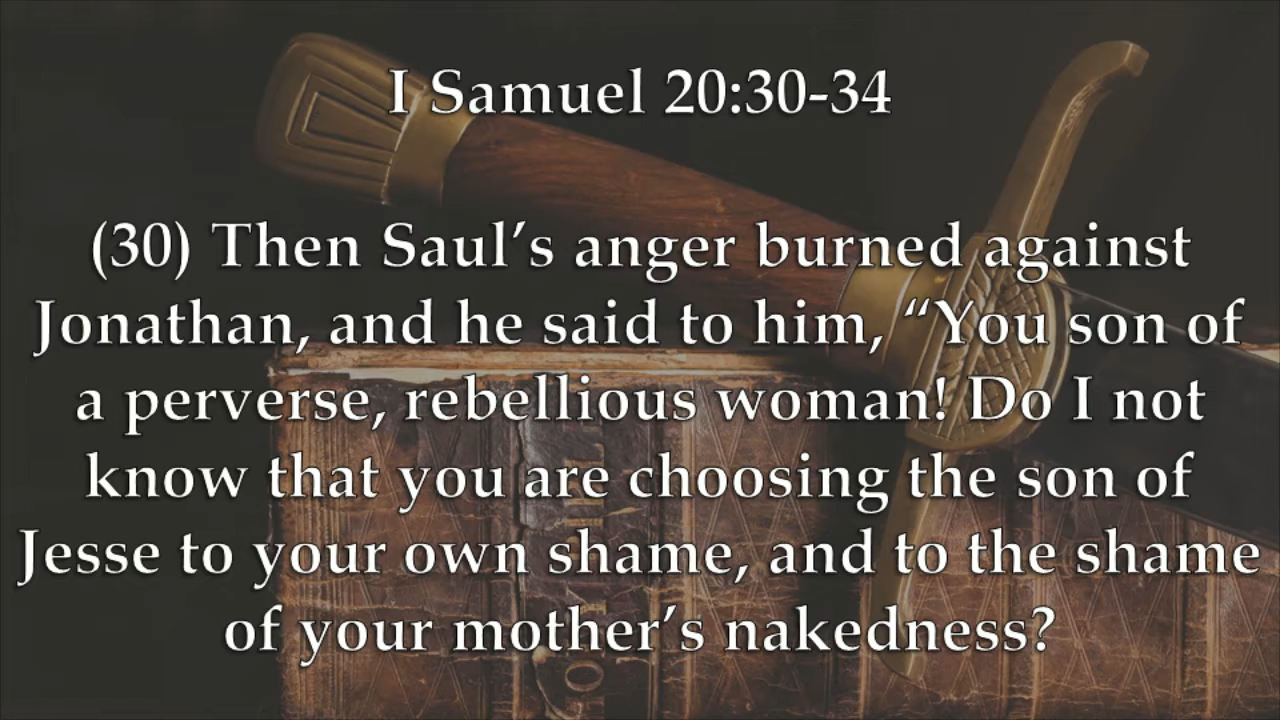 I Samuel 20:30-34
(30) Then Saul’s anger burned against
Jonathan, and he said to him, “You son of
a perverse, rebellious woman! Do I not
know that you are choosing the son of
Jesse to your own shame, and to the shame
of your mother’s nakedness?